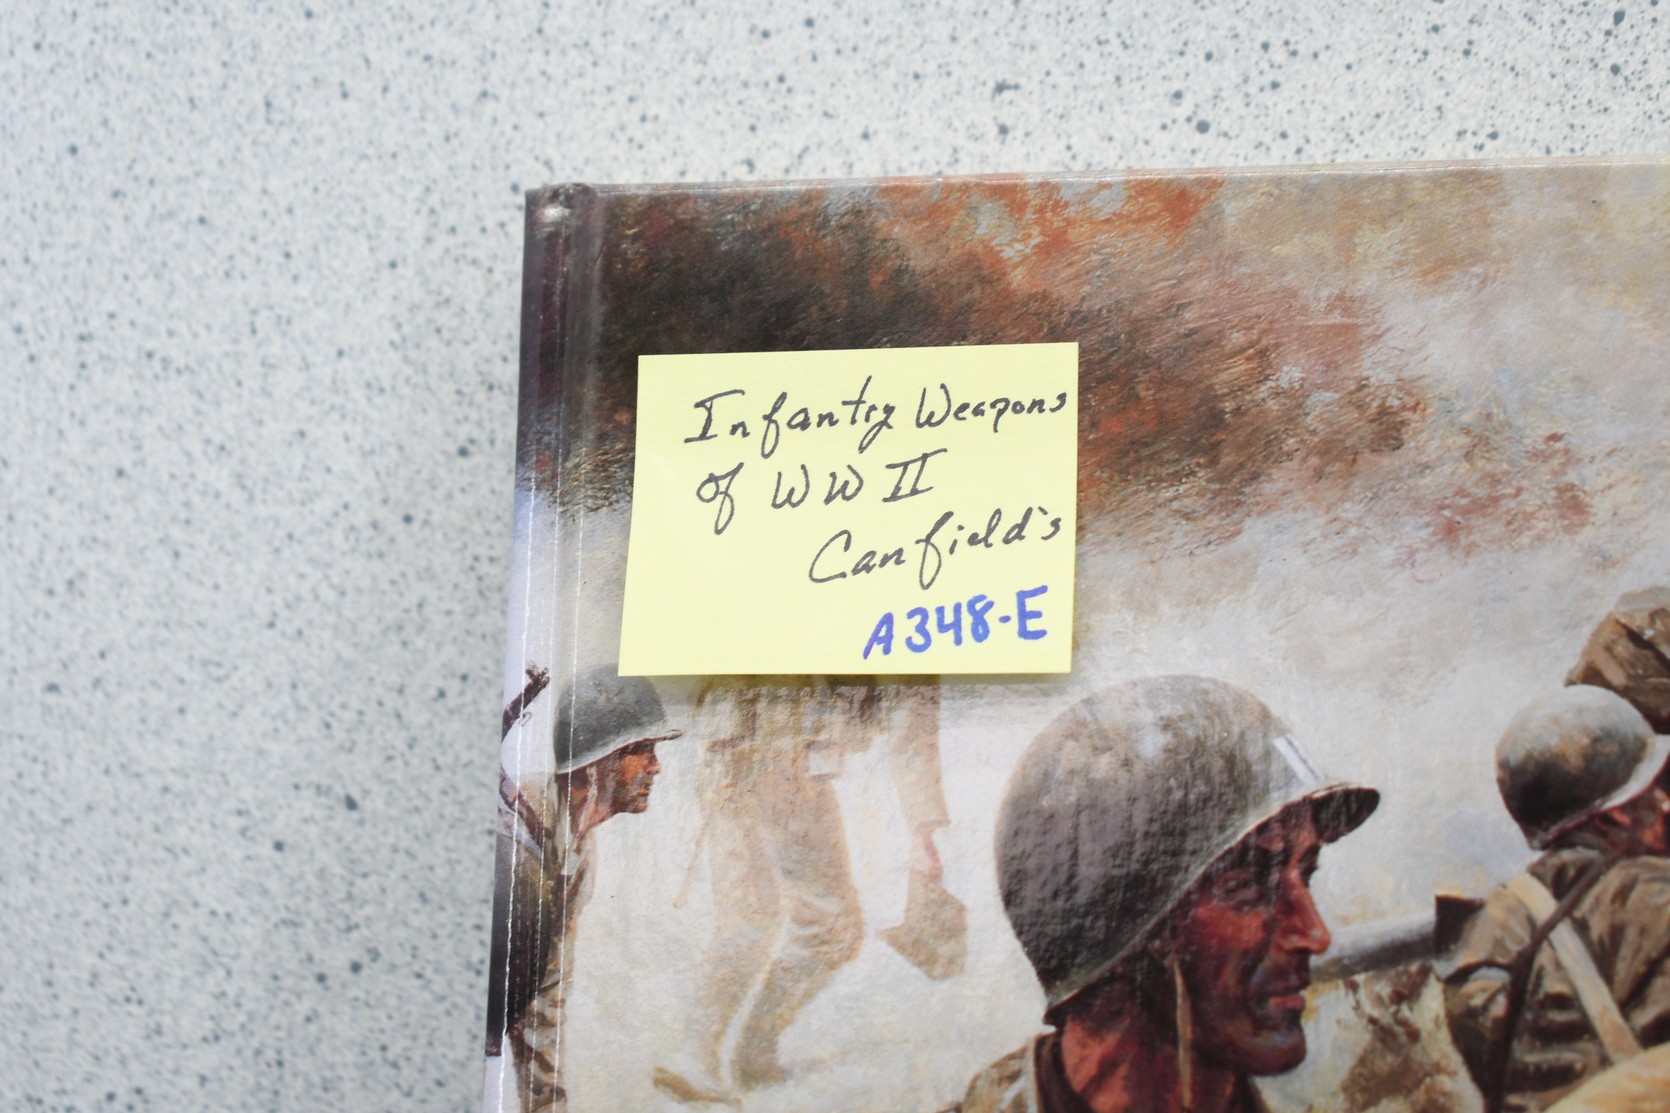 Infantry Weapons
of WW II
Canfield's
A348-E